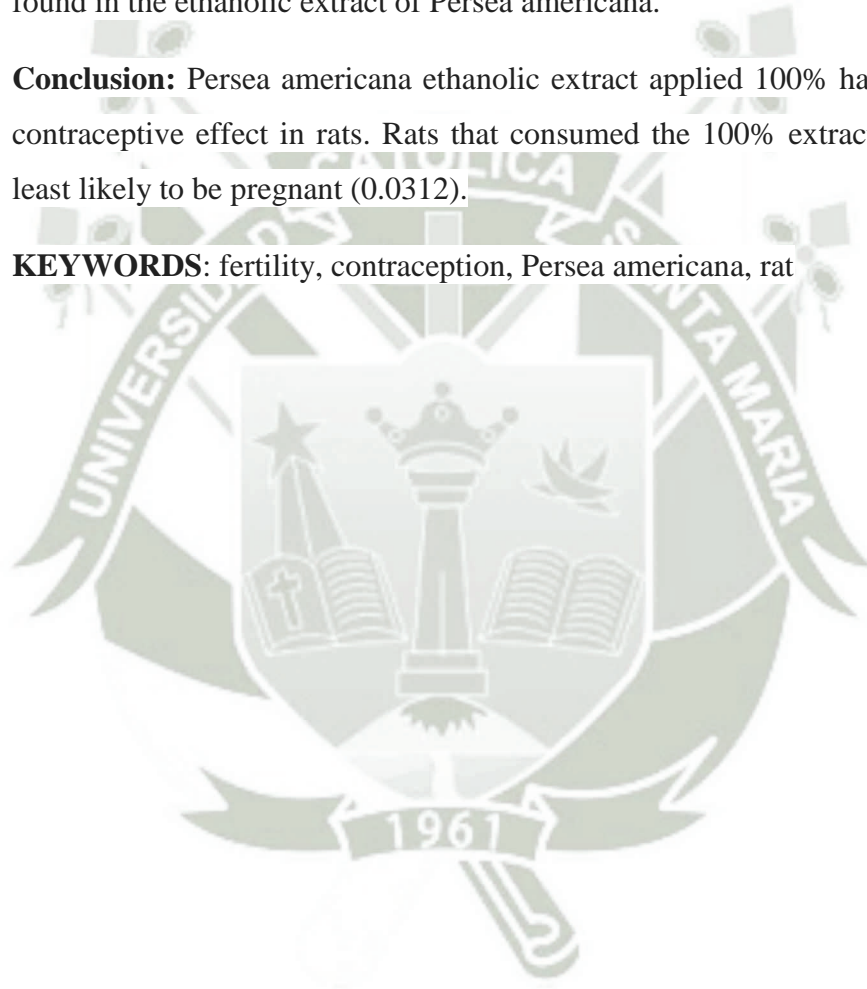 found in the ethanolic extract of Persea americana.
Conclusion: Persea americana ethanolic extract applied 100% ha
contraceptive effect in rats. Rats that consumed the 100% extrac
least likely to be pregnant (0.0312).
KEYWORDS: fertility, contraception, Persea americana, rat
UNIVERSID CATOLICA SANTA MARIA
1961